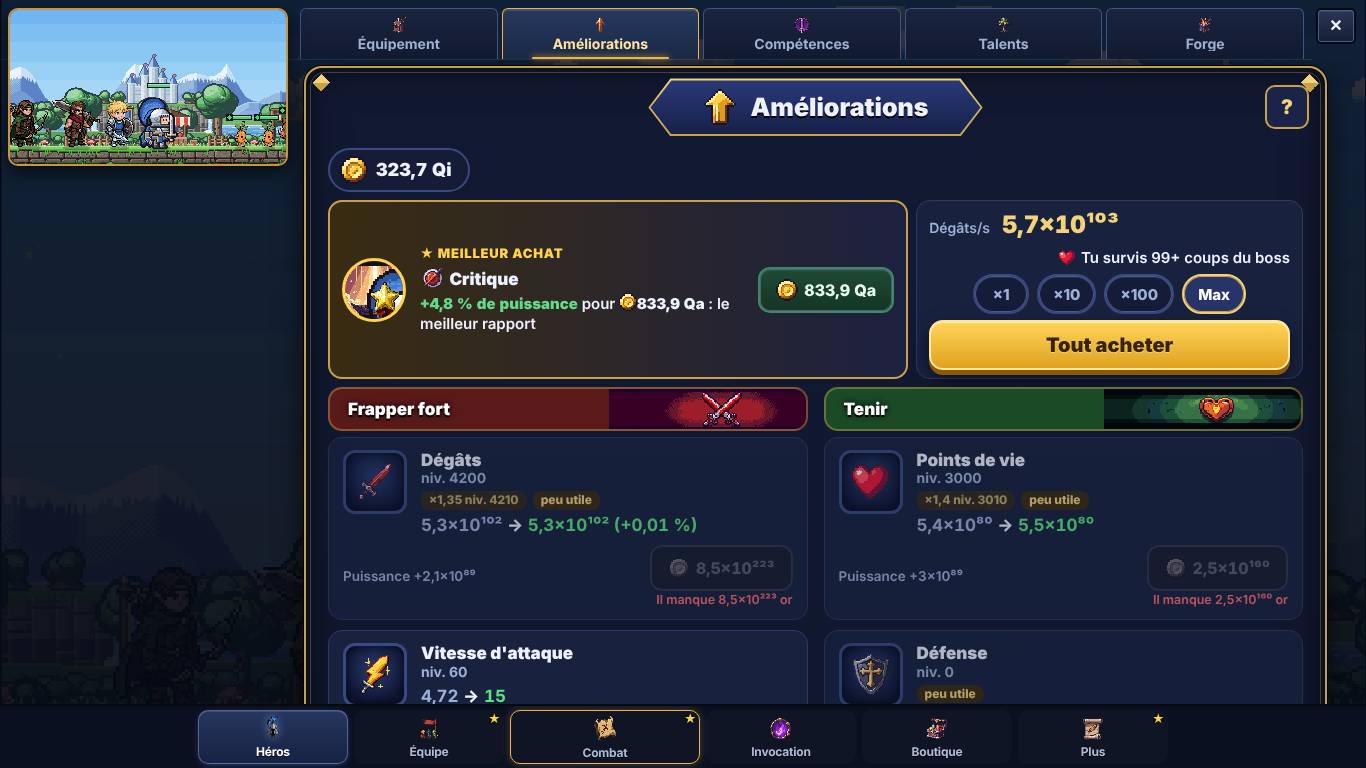 Équipement
Améliorations
Compétences
Talents
Forge
×
Améliorations
?
323,7 Qi
★ MEILLEUR ACHAT
Critique
+4,8 % de puissance pour 833,9 Qa : le
meilleur rapport
833,9 Qa
Dégâts/s 5,7×10¹⁰³
Tu survis 99+ coups du boss
×1
×10
×100
Max
Tout acheter
Frapper fort
Tenir
Dégâts
niv. 4200
×1,35 niv. 4210
peu utile
5,3×10¹⁰² → 5,3×10¹⁰² (+0,01 %)
Puissance +2,1×10⁸⁹
8,5×10²²³
Il manque 8,5×10²²³ or
Points de vie
niv. 3000
×1,4 niv. 3010
peu utile
5,4×10⁸⁰ → 5,5×10⁸⁰
Puissance +3×10⁸⁹
2,5×10¹⁶⁰
Il manque 2,5×10¹⁶⁰ or
Vitesse d'attaque
niv. 60
4,72 → 15
Défense
niv. 0
peu utile
Héros
Équipe
Combat
Invocation
Boutique
Plus